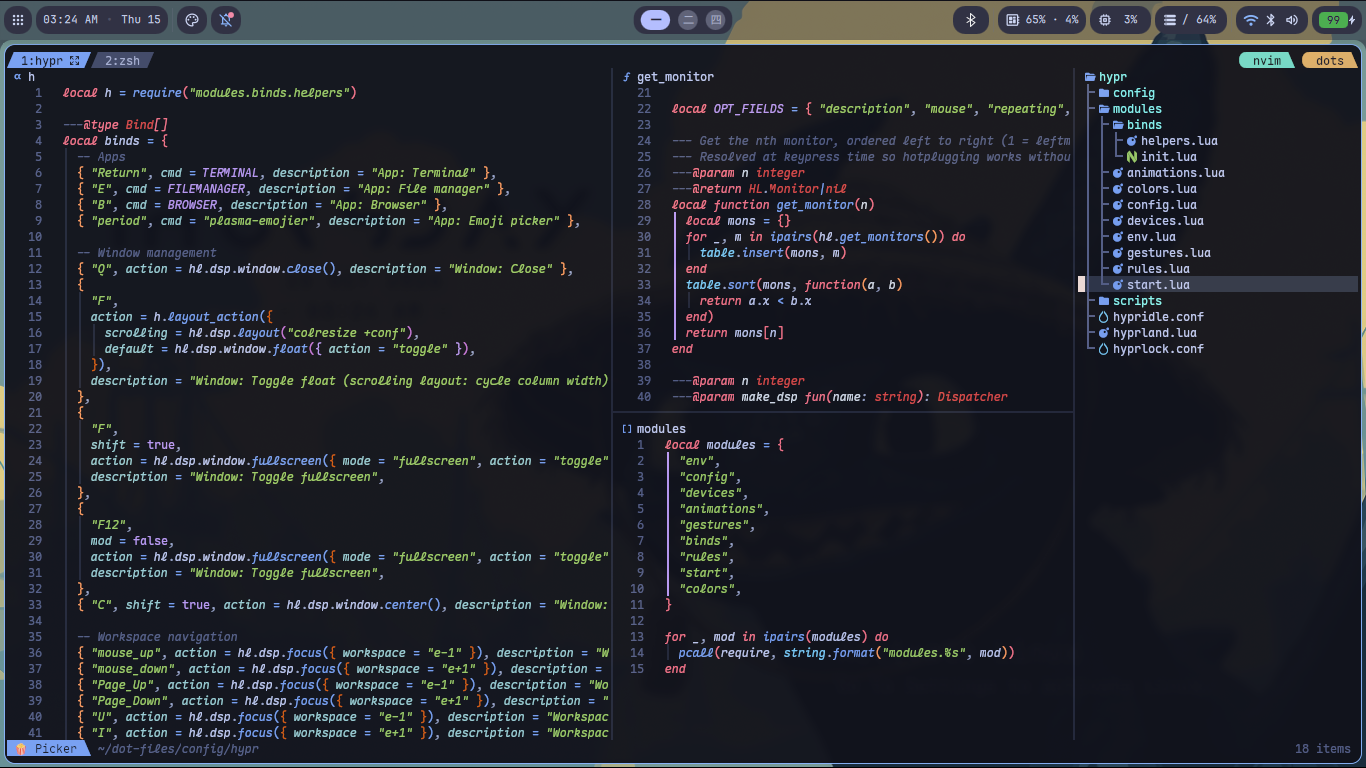 03:24 AM · Thu 15
一 二 四
65% · 4%
3%
/ 64%
99
1:hypr
2:zsh
nvim
dots
h
1 local h = require("modules.binds.helpers")
2
3 ---@type Bind[]
4 local binds = {
5 -- Apps
6 { "Return", cmd = TERMINAL, description = "App: Terminal" },
7 { "E", cmd = FILEMANAGER, description = "App: File manager" },
8 { "B", cmd = BROWSER, description = "App: Browser" },
9 { "period", cmd = "plasma-emojier", description = "App: Emoji picker" },
10
11 -- Window management
12 { "Q", action = hl.dsp.window.close(), description = "Window: Close" },
13 {
14 "F",
15 action = h.layout_action({
16 scrolling = hl.dsp.layout("colresize +conf"),
17 default = hl.dsp.window.float({ action = "toggle" }),
18 }),
19 description = "Window: Toggle float (scrolling layout: cycle column width)
20 },
21 {
22 "F",
23 shift = true,
24 action = hl.dsp.window.fullscreen({ mode = "fullscreen", action = "toggle"
25 description = "Window: Toggle fullscreen",
26 },
27 {
28 "F12",
29 mod = false,
30 action = hl.dsp.window.fullscreen({ mode = "fullscreen", action = "toggle"
31 description = "Window: Toggle fullscreen",
32 },
33 { "C", shift = true, action = hl.dsp.window.center(), description = "Window:
34
35 -- Workspace navigation
36 { "mouse_up", action = hl.dsp.focus({ workspace = "e-1" }), description = "W
37 { "mouse_down", action = hl.dsp.focus({ workspace = "e+1" }), description =
38 { "Page_Up", action = hl.dsp.focus({ workspace = "e-1" }), description = "Wo
39 { "Page_Down", action = hl.dsp.focus({ workspace = "e+1" }), description = "
40 { "U", action = hl.dsp.focus({ workspace = "e-1" }), description = "Workspac
41 { "I", action = hl.dsp.focus({ workspace = "e+1" }), description = "Workspac
get_monitor
21
22 local OPT_FIELDS = { "description", "mouse", "repeating",
23
24 --- Get the nth monitor, ordered left to right (1 = leftm
25 --- Resolved at keypress time so hotplugging works withou
26 ---@param n integer
27 ---@return HL.Monitor|nil
28 local function get_monitor(n)
29 local mons = {}
30 for _, m in ipairs(hl.get_monitors()) do
31 table.insert(mons, m)
32 end
33 table.sort(mons, function(a, b)
34 return a.x < b.x
35 end)
36 return mons[n]
37 end
38
39 ---@param n integer
40 ---@param make_dsp fun(name: string): Dispatcher
[] modules
1 local modules = {
2 "env",
3 "config",
4 "devices",
5 "animations",
6 "gestures",
7 "binds",
8 "rules",
9 "start",
10 "colors",
11 }
12
13 for _, mod in ipairs(modules) do
14 pcall(require, string.format("modules.%s", mod))
15 end
hypr
config
modules
binds
helpers.lua
init.lua
animations.lua
colors.lua
config.lua
devices.lua
env.lua
gestures.lua
rules.lua
start.lua
scripts
hypridle.conf
hyprland.lua
hyprlock.conf
Picker ~/dot-files/config/hypr
18 items